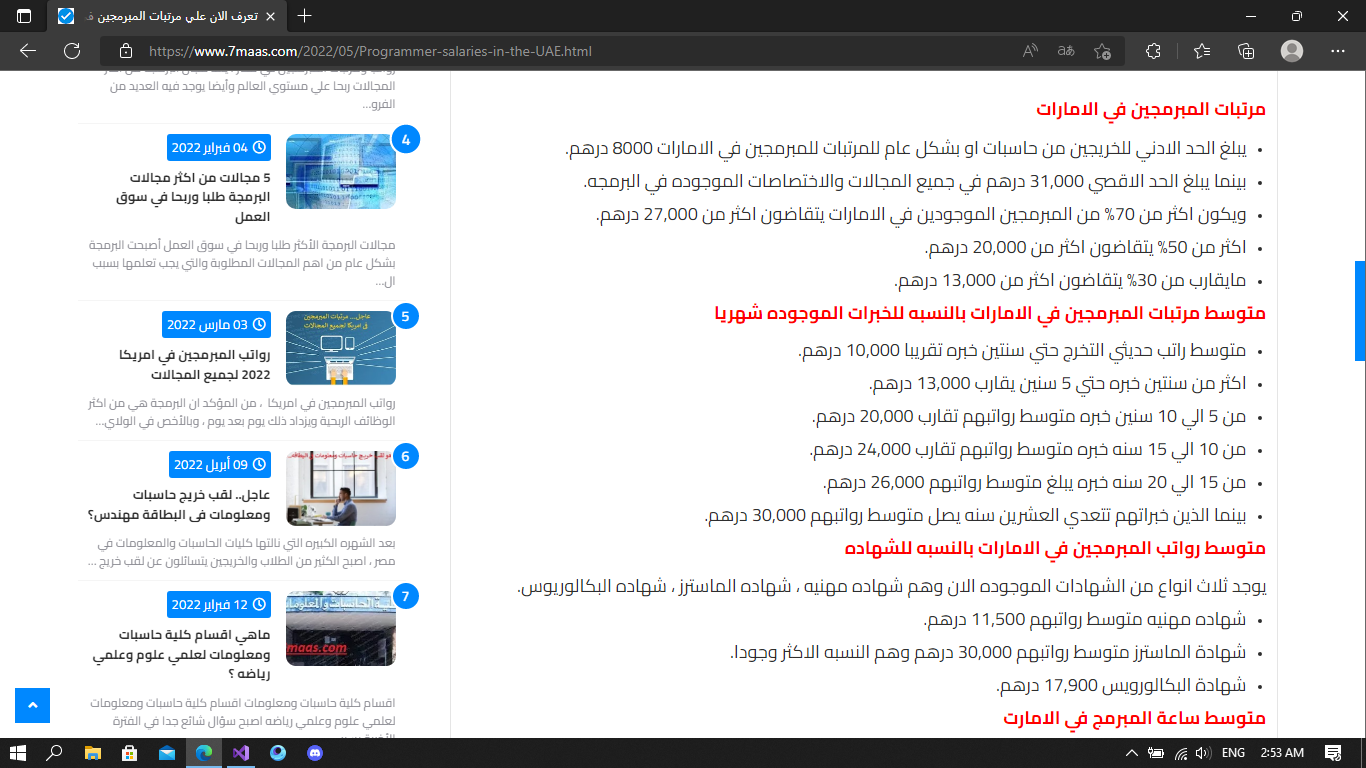 تعرف الان علي مرتبات المبرمجين ف
https://www.7maas.com/2022/05/Programmer-salaries-in-the-UAE.html
مرتبات المبرمجين في الامارات
يبلغ الحد الادني للخريجين من حاسبات او بشكل عام للمرتبات للمبرمجين في الامارات 8000 درهم.
بينما يبلغ الحد الاقصي 31,000 درهم في جميع المجالات والاختصاصات الموجوده في البرمجه.
ويكون اكثر من 70% من المبرمجين الموجودين في الامارات يتقاضون اكثر من 27,000 درهم.
اكثر من 50% يتقاضون اكثر من 20,000 درهم.
مايقارب من 30% يتقاضون اكثر من 13,000 درهم.
متوسط مرتبات المبرمجين في الامارات بالنسبه للخبرات الموجوده شهريا
متوسط راتب حديثي التخرج حتي سنتين خبره تقريبا 10,000 درهم.
اكثر من سنتين خبره حتي 5 سنين يقارب 13,000 درهم.
من 5 الي 10 سنين خبره متوسط رواتبهم تقارب 20,000 درهم.
من 10 الي 15 سنه خبره متوسط رواتبهم تقارب 24,000 درهم.
من 15 الي 20 سنه خبره يبلغ متوسط رواتبهم 26,000 درهم.
بينما الذين خبراتهم تتعدي العشرين سنه يصل متوسط رواتبهم 30,000 درهم.
متوسط رواتب المبرمجين في الامارات بالنسبه للشهاده
يوجد ثلاث انواع من الشهادات الموجوده الان وهم شهاده مهنيه ، شهاده الماسترز ، شهاده البكالوريوس.
شهاده مهنيه متوسط رواتبهم 11,500 درهم.
شهادة الماسترز متوسط رواتبهم 30,000 درهم وهم النسبه الاكثر وجودا.
شهادة البكالورويس 17,900 درهم.
متوسط ساعة المبرمج في الامارت
المجالات ربحا علي مستوي العالم وأيضا يوجد فيه العديد من
الفرو...
4
04 فبراير 2022
5 مجالات من اكثر مجالات
البرمجة طلبا وربحا في سوق
العمل
مجالات البرمجة الأكثر طلبا وربحا في سوق العمل أصبحت البرمجة
بشكل عام من اهم المجالات المطلوبة والتي يجب تعلمها بسبب
ال...
5
03 مارس 2022
عاجل... مرتبات المبرمجين
في امريكا لجميع المجالات
رواتب المبرمجين في امريكا
2022 لجميع المجالات
رواتب المبرمجين في امريكا ، من المؤكد ان البرمجة هي من اكثر
الوظائف الربحية ويزداد ذلك يوم بعد يوم ، وبالأخص في الولاي...
6
09 أبريل 2022
عاجل.. لقب خريج حاسبات
ومعلومات في البطاقة مهندس؟
بعد الشهره الكبيره التي نالتها كليات الحاسبات والمعلومات في
مصر ، اصبح الكثير من الطلاب والخريجين يتسائلون عن لقب خريج ...
7
12 فبراير 2022
maas.com
ماهي اقسام كلية حاسبات
ومعلومات لعلمي علوم وعلمي
رياضه ؟
اقسام كلية حاسبات ومعلومات اقسام كلية حاسبات ومعلومات
لعلمي علوم وعلمي رياضه اصبح سؤال شائع جدا في الفترة
ENG
2:53 AM